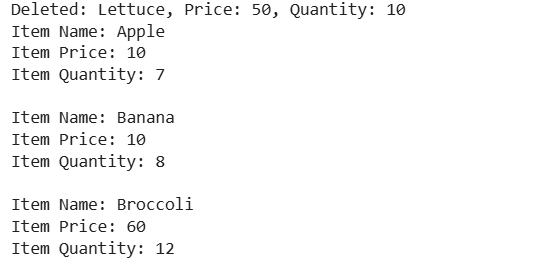 Deleted: Lettuce, Price: 50, Quantity: 10
Item Name: Apple
Item Price: 10
Item Quantity: 7
Item Name: Banana
Item Price: 10
Item Quantity: 8
Item Name: Broccoli
Item Price: 60
Item Quantity: 12